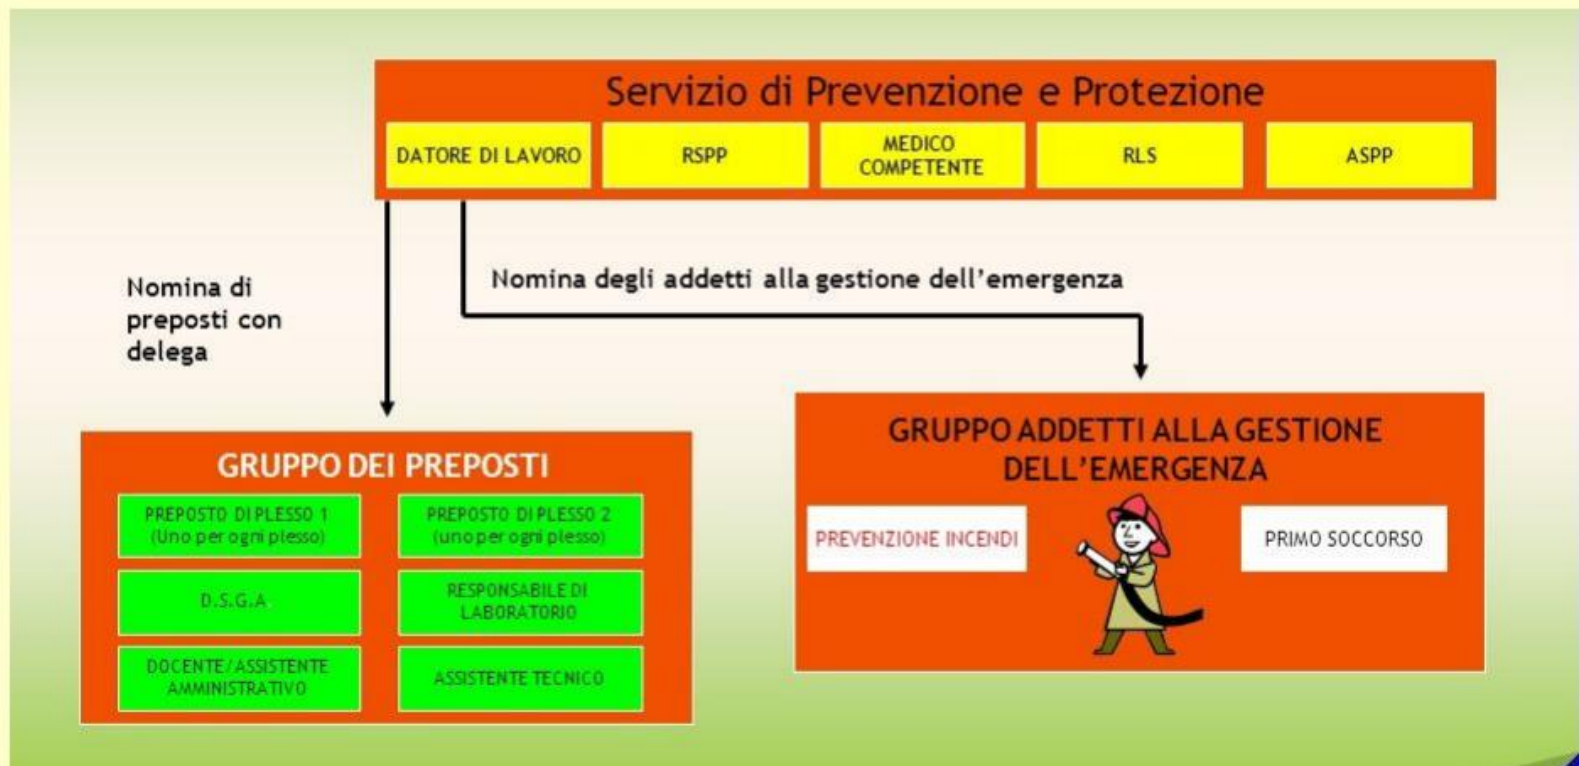 Servizio di Prevenzione e Protezione
DATORE DI LAVORO
RSPP
MEDICO
COMPETENTE
RLS
ASPP
Nomina di
preposti con
delega
Nomina degli addetti alla gestione dell'emergenza
GRUPPO DEI PREPOSTI
PREPOSTO DI PLESSO 1
(Uno per ogni plesso)
PREPOSTO DI PLESSO 2
(uno per ogni plesso)
D.S.G.A.
RESPONSABILE DI
LABORATORIO
DOCENTE/ASSISTENTE
AMMINISTRATIVO
ASSISTENTE TECNICO
GRUPPO ADDETTI ALLA GESTIONE
DELL'EMERGENZA
PREVENZIONE INCENDI
PRIMO SOCCORSO